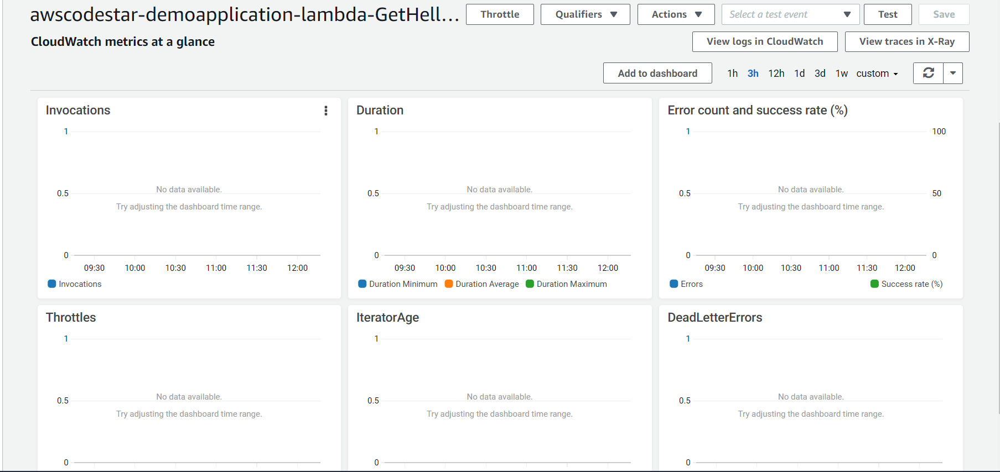 awscodestar-demoapplication-lambda-GetHell...
Throttle
Qualifiers
Actions
Select a test event
Test
Save
CloudWatch metrics at a glance
View logs in CloudWatch
View traces in X-Ray
Add to dashboard
1h 3h 12h 1d 3d 1w custom
Invocations
1
0.5
0
No data available.
Try adjusting the dashboard time range.
09:30 10:00 10:30 11:00 11:30 12:00
Invocations
Duration
1
0.5
0
No data available.
Try adjusting the dashboard time range.
09:30 10:00 10:30 11:00 11:30 12:00
Duration Minimum Duration Average Duration Maximum
Error count and success rate (%)
1 100
0.5 50
0 0
No data available.
Try adjusting the dashboard time range.
09:30 10:00 10:30 11:00 11:30 12:00
Errors Success rate (%)
Throttles
1
0.5
0
No data available.
Try adjusting the dashboard time range.
IteratorAge
1
0.5
0
No data available.
Try adjusting the dashboard time range.
DeadLetterErrors
1
0.5
0
No data available.
Try adjusting the dashboard time range.